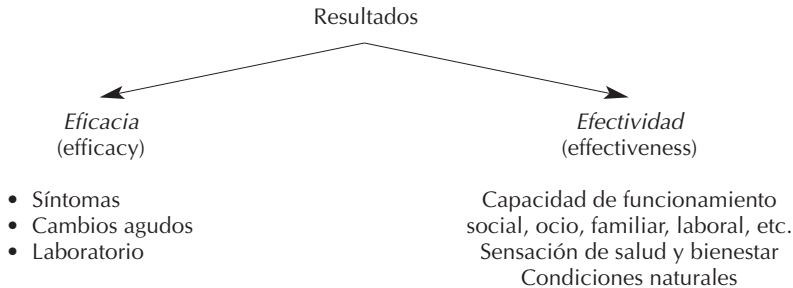 Resultados
Eficacia
(efficacy)
• Síntomas
• Cambios agudos
• Laboratorio
Efectividad
(effectiveness)
Capacidad de funcionamiento
social, ocio, familiar, laboral, etc.
Sensación de salud y bienestar
Condiciones naturales